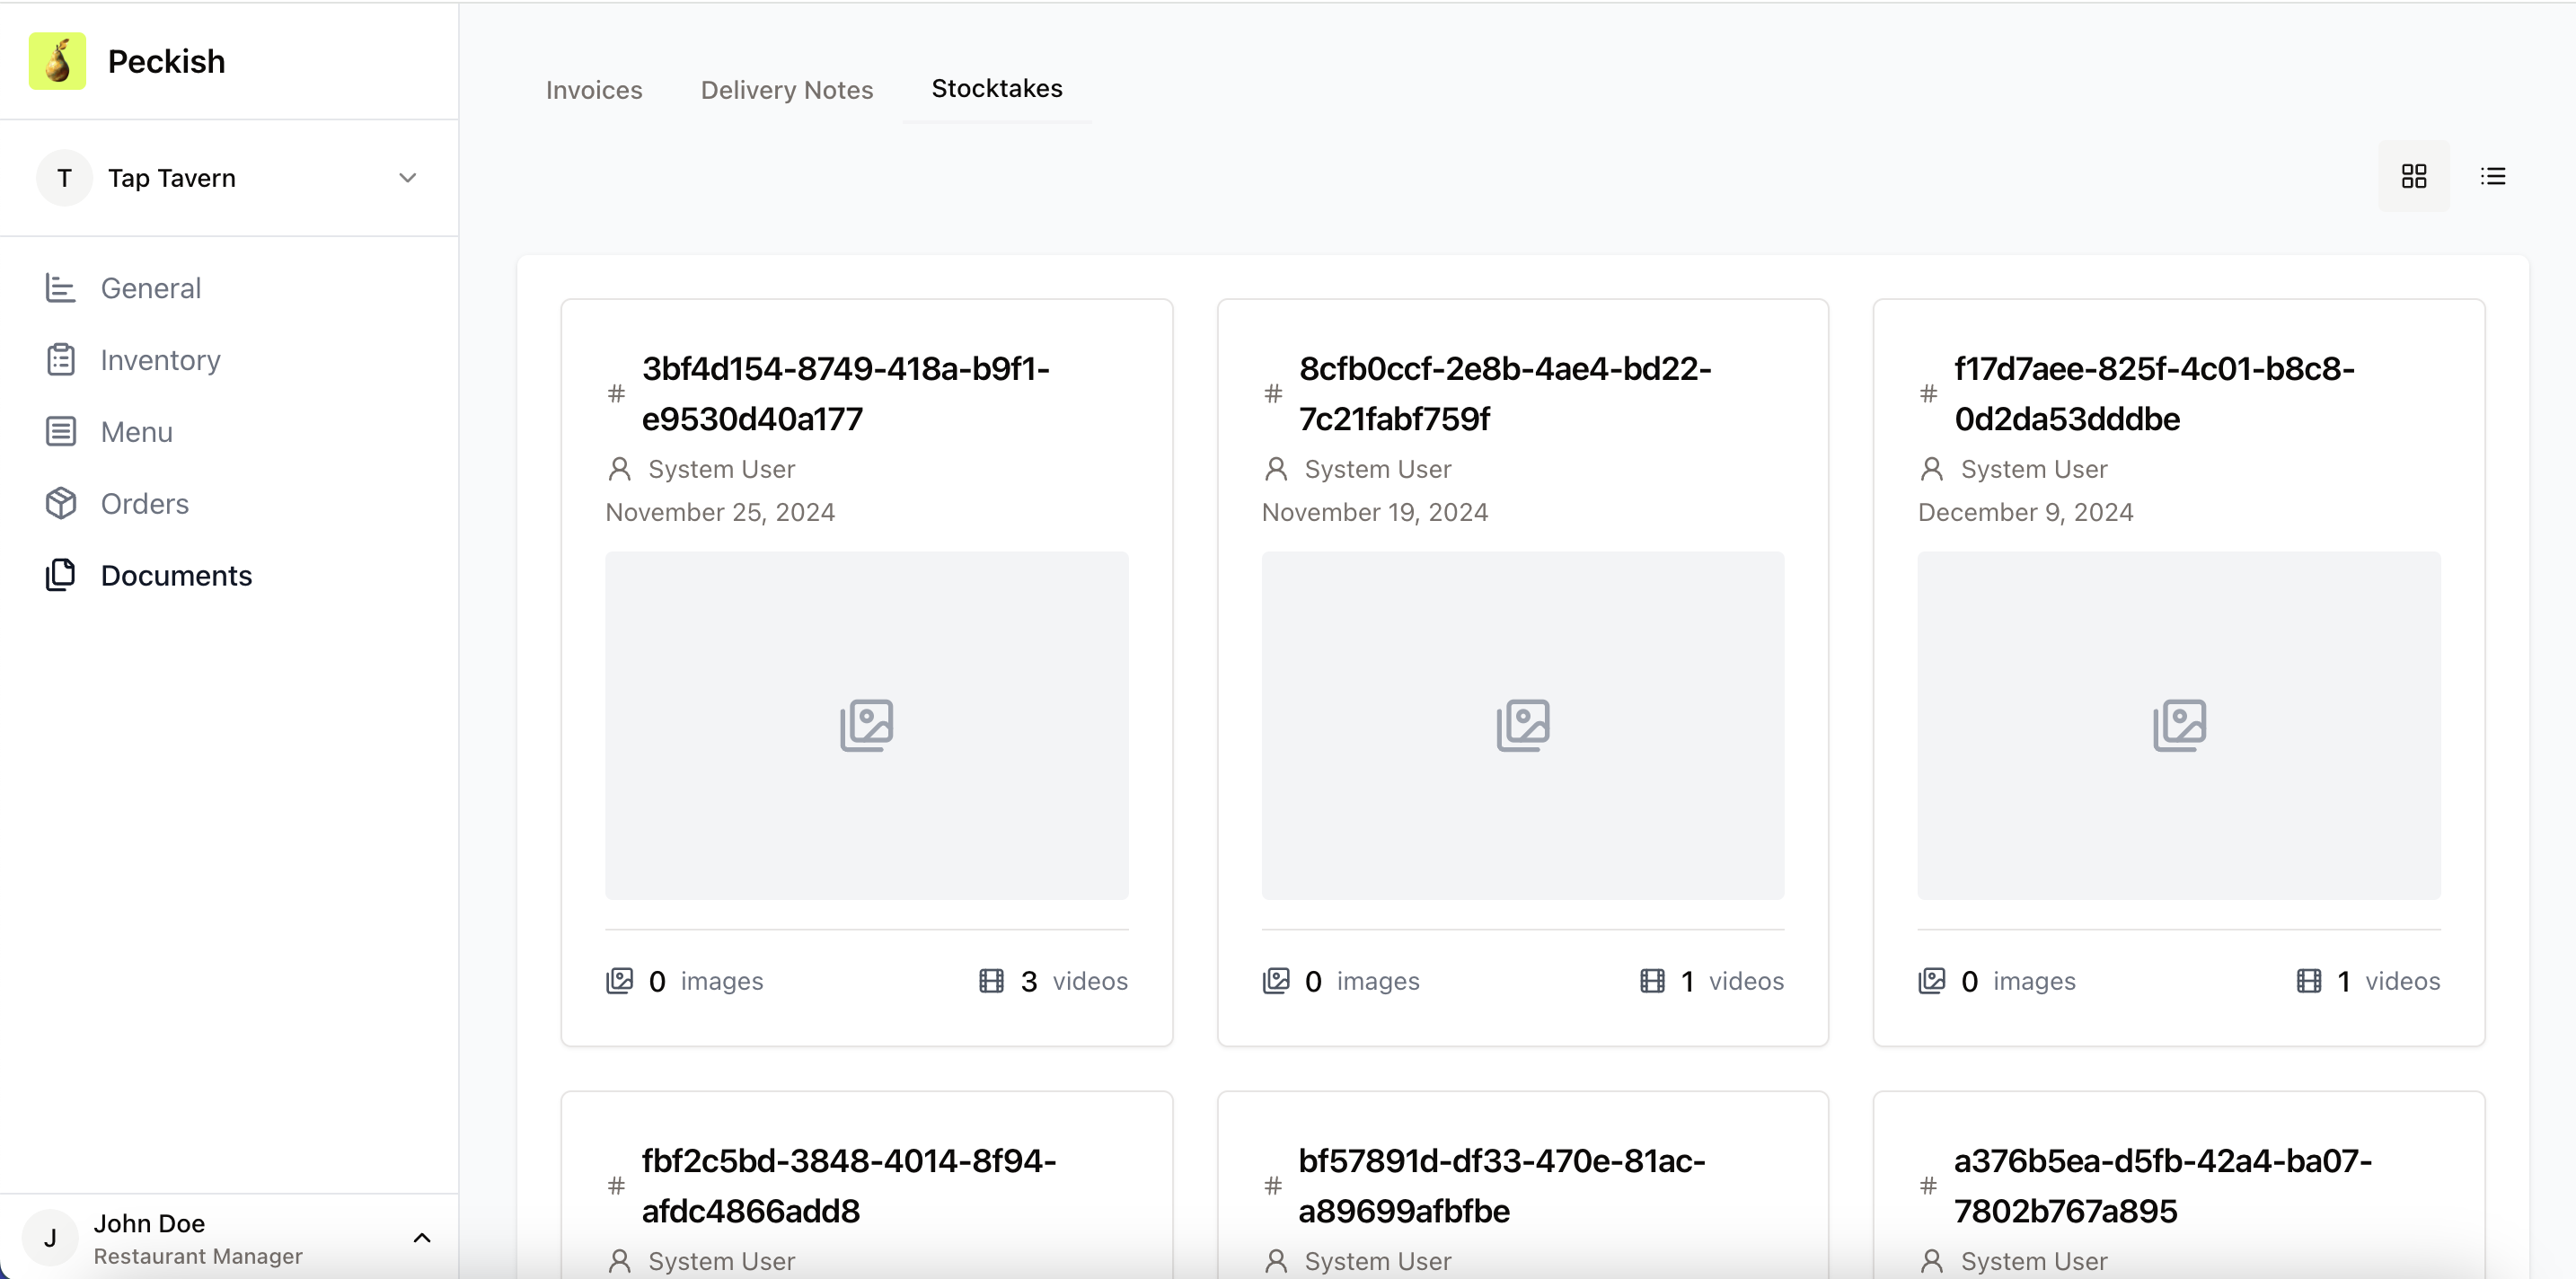 Peckish
T Tap Tavern
General
Inventory
Menu
Orders
Documents
J John Doe
Restaurant Manager
Invoices Delivery Notes Stocktakes
# 3bf4d154-8749-418a-b9f1-
e9530d40a177
System User
November 25, 2024
0 images 3 videos
# 8cfb0ccf-2e8b-4ae4-bd22-
7c21fabf759f
System User
November 19, 2024
0 images 1 videos
# f17d7aee-825f-4c01-b8c8-
0d2da53dddbe
System User
December 9, 2024
0 images 1 videos
# fbf2c5bd-3848-4014-8f94-
afdc4866add8
System User
# bf57891d-df33-470e-81ac-
a89699afbfbe
System User
# a376b5ea-d5fb-42a4-ba07-
7802b767a895
System User